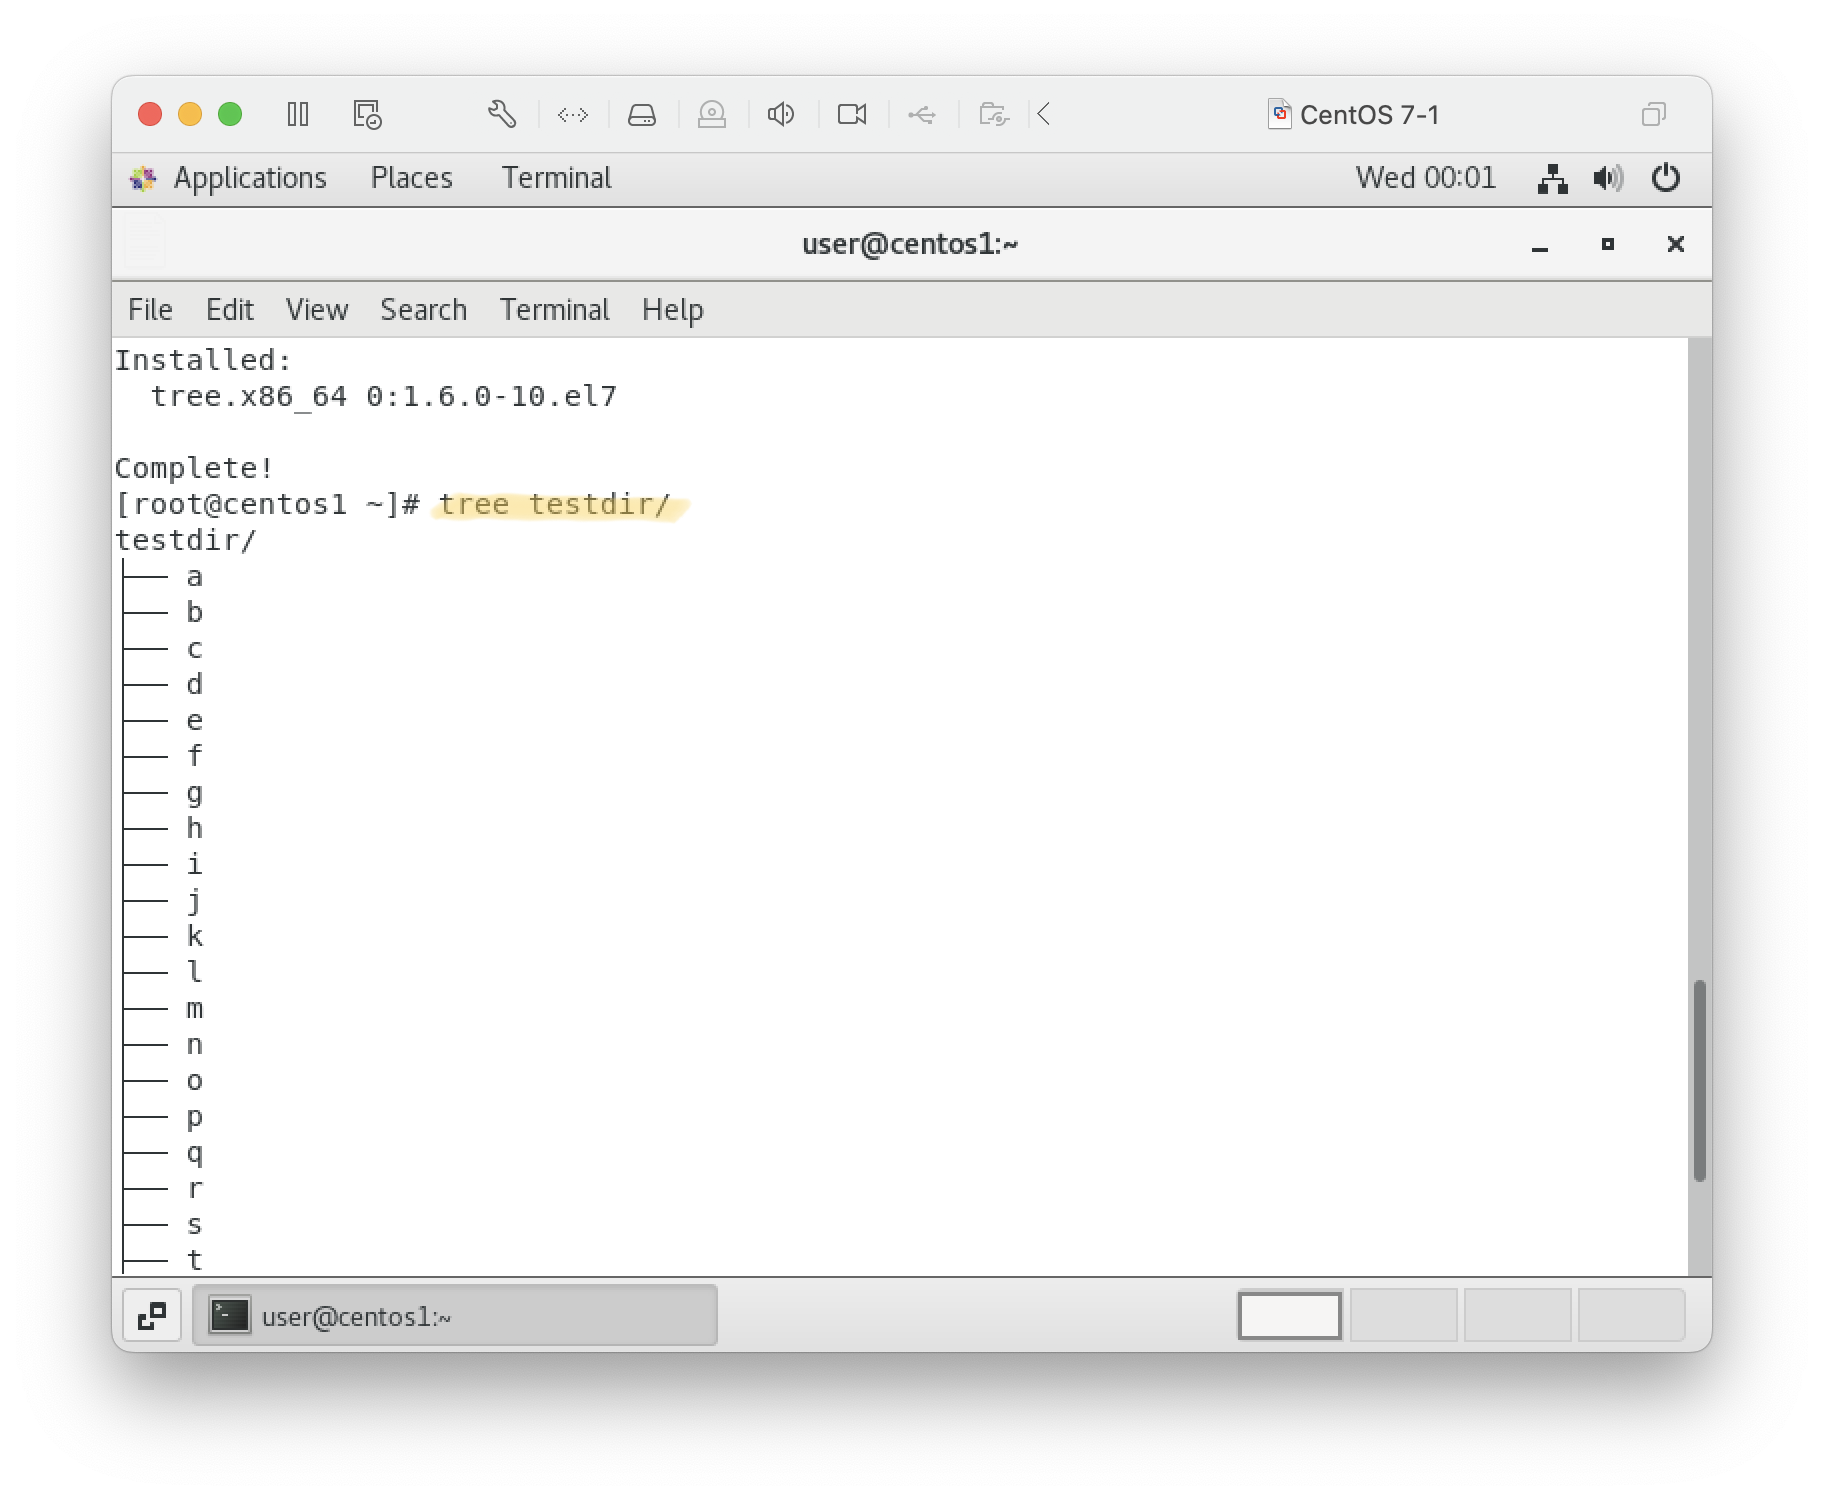 CentOS 7-1
Applications Places Terminal Wed 00:01
user@centos1:~
File Edit View Search Terminal Help
Installed:
  tree.x86_64 0:1.6.0-10.el7
Complete!
[root@centos1 ~]# tree testdir/
testdir/
├── a
├── b
├── c
├── d
├── e
├── f
├── g
├── h
├── i
├── j
├── k
├── l
├── m
├── n
├── o
├── p
├── q
├── r
├── s
├── t
user@centos1:~